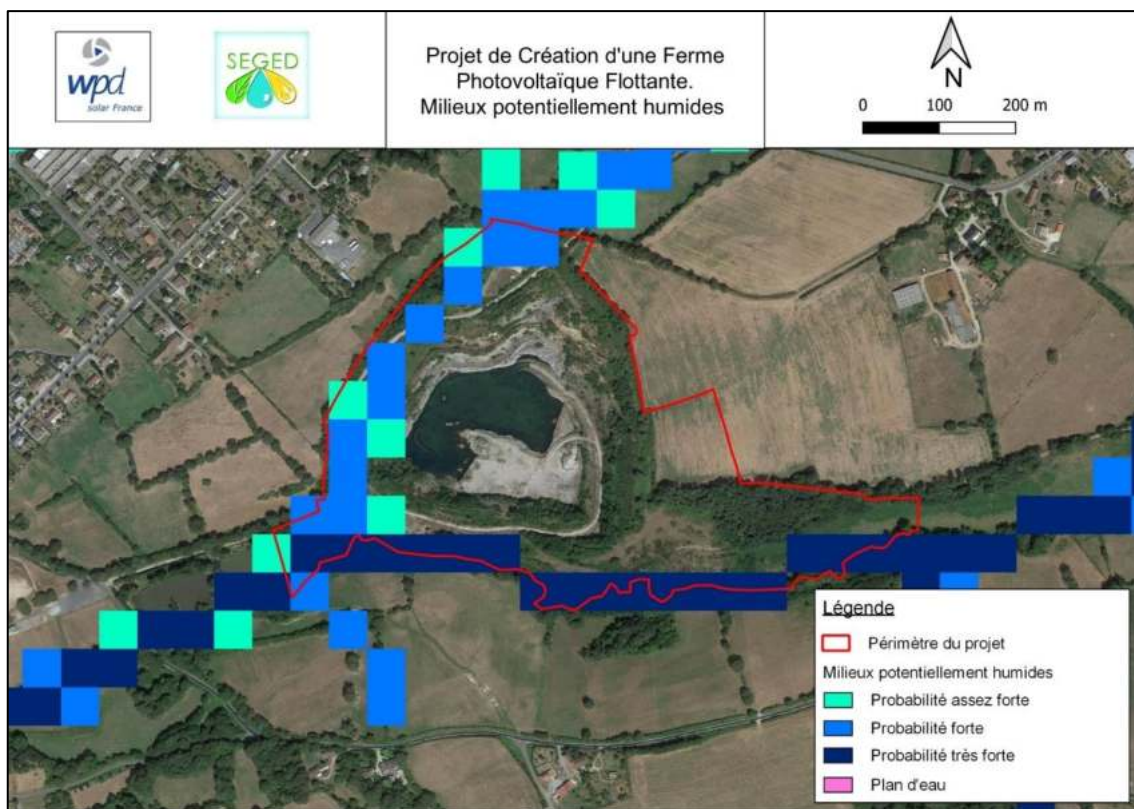 wpd
solar France
SEGED
Projet de Création d'une Ferme
Photovoltaïque Flottante.
Milieux potentiellement humides
N
0 100 200 m
Légende
Périmètre du projet
Milieux potentiellement humides
Probabilité assez forte
Probabilité forte
Probabilité très forte
Plan d'eau